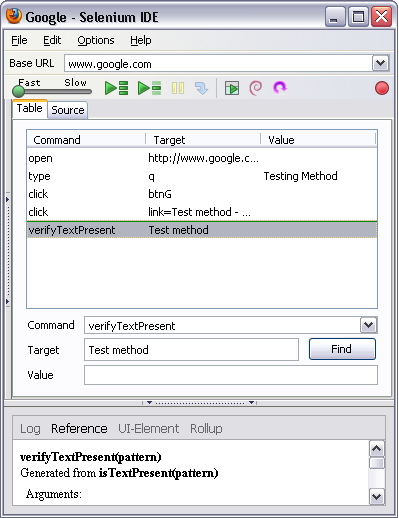 Google - Selenium IDE
File Edit Options Help
Base URL www.google.com
Fast Slow
Table Source
Command Target Value
open http://www.google.c...
type q Testing Method
click btnG
click link=Test method - ...
verifyTextPresent Test method
Command verifyTextPresent
Target Test method Find
Value
Log Reference UI-Element Rollup
verifyTextPresent(pattern)
Generated from isTextPresent(pattern)
Arguments: